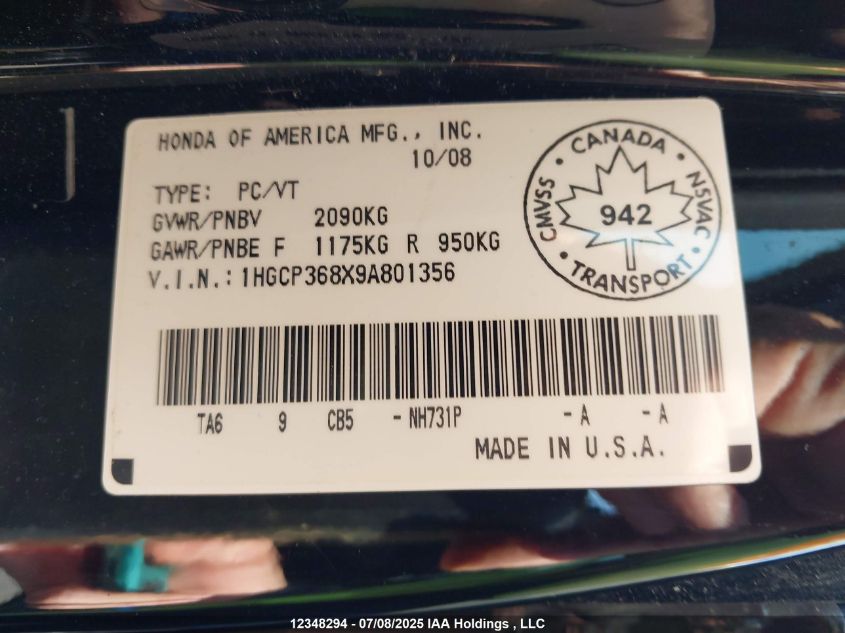 HONDA OF AMERICA MFG., INC.
10/08
TYPE: PC/VT
GVWR/PNBV 2090KG
GAWR/PNBE F 1175KG R 950KG
V.I.N.: 1HGCP368X9A801356
CANADA
CMVSS
942
NSVAC
TRANSPORT
TA6 9 CB5 - NH731P - A - A
MADE IN U.S.A.
12348294 - 07/08/2025 IAA Holdings , LLC